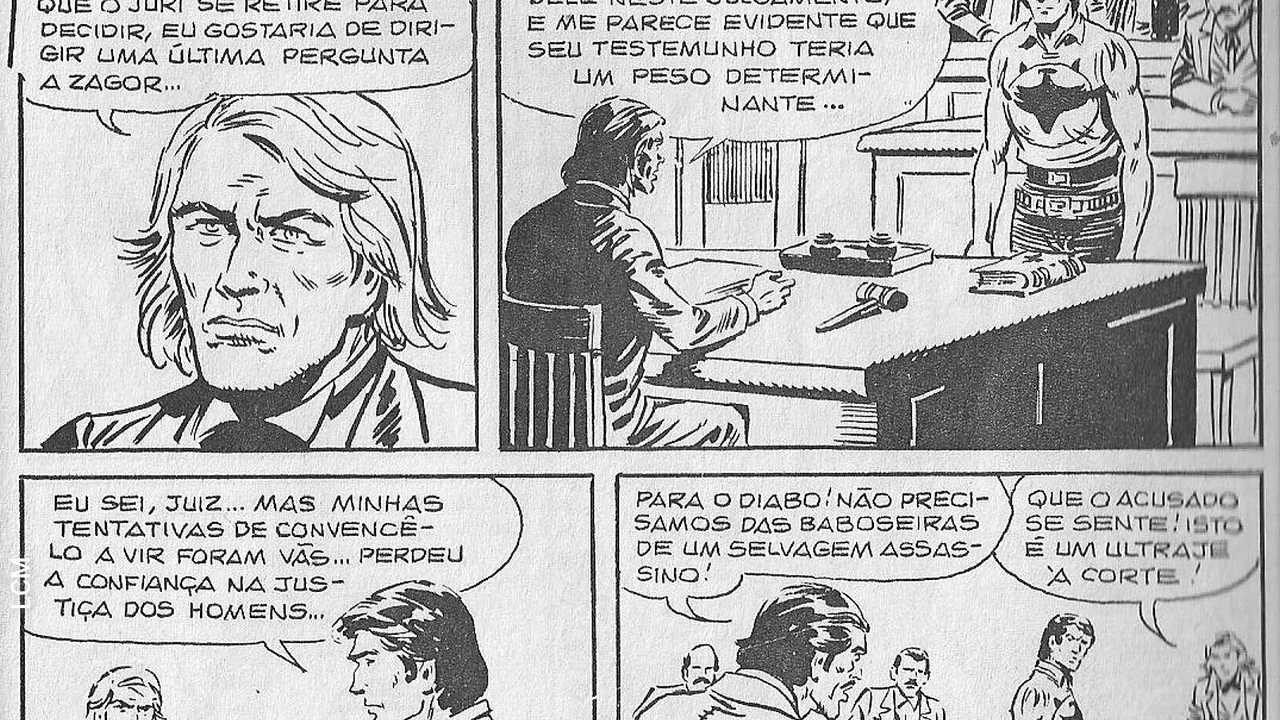 QUE O JÚRI SE RETIRE PARA
DECIDIR, EU GOSTARIA DE DIRI-
GIR UMA ÚLTIMA PERGUNTA
A ZAGOR...
DELE NESTE JULGAMENTO,
E ME PARECE EVIDENTE QUE
SEU TESTEMUNHO TERIA
UM PESO DETERMI-
NANTE...
EU SEI, JUIZ... MAS MINHAS
TENTATIVAS DE CONVENCÊ-
LO A VIR FORAM VÃS... PERDEU
A CONFIANÇA NA JUS-
TIÇA DOS HOMENS...
PARA O DIABO! NÃO PRECI-
SAMOS DAS BABOSEIRAS
DE UM SELVAGEM ASSAS-
SINO!
QUE O ACUSADO
SE SENTE! ISTO
É UM ULTRAJE
'A CORTE!